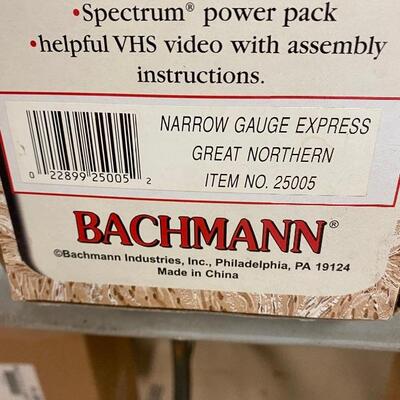 •Spectrum® power pack
•helpful VHS video with assembly
instructions.
NARROW GAUGE EXPRESS
GREAT NORTHERN
ITEM NO. 25005
0 22899 25005 2
BACHMANN®
©Bachmann Industries, Inc., Philadelphia, PA 19124
Made in China